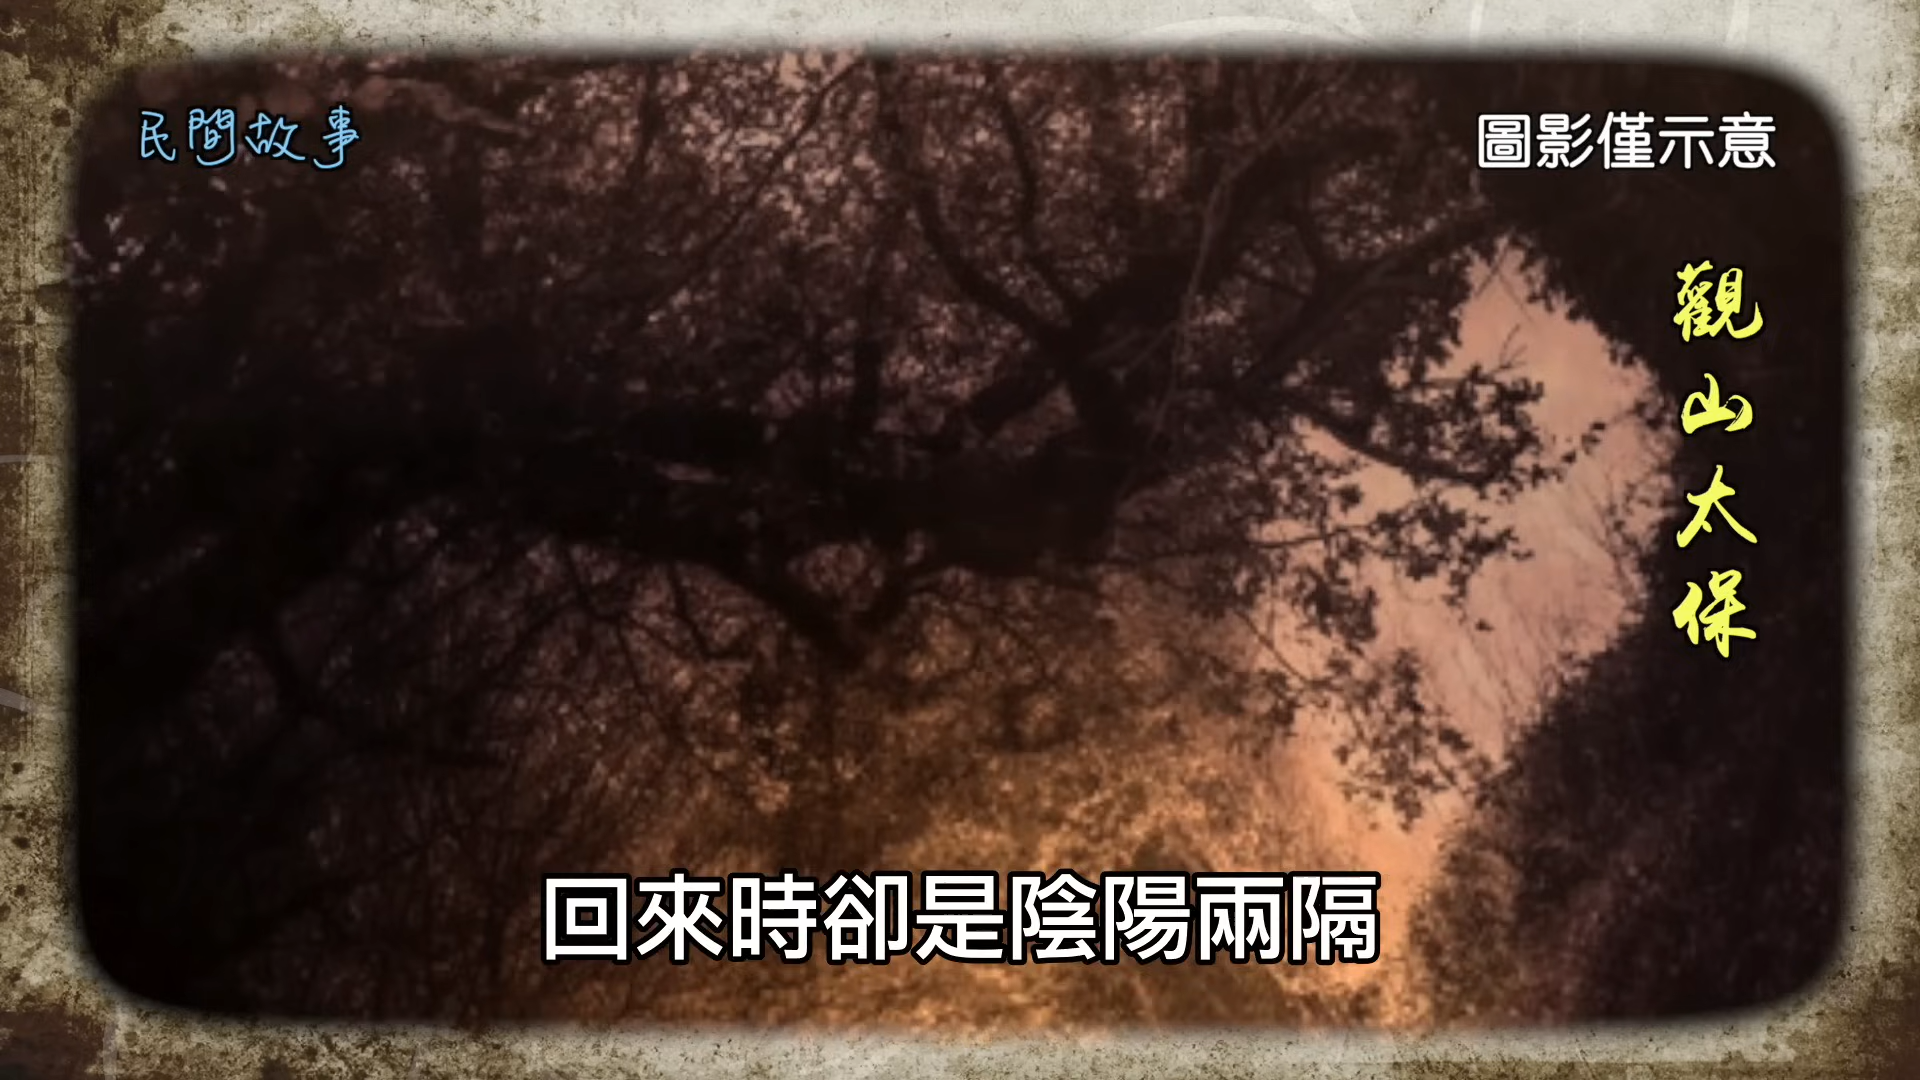 民間故事
圖影僅示意
觀山太保
回來時卻是陰陽兩隔